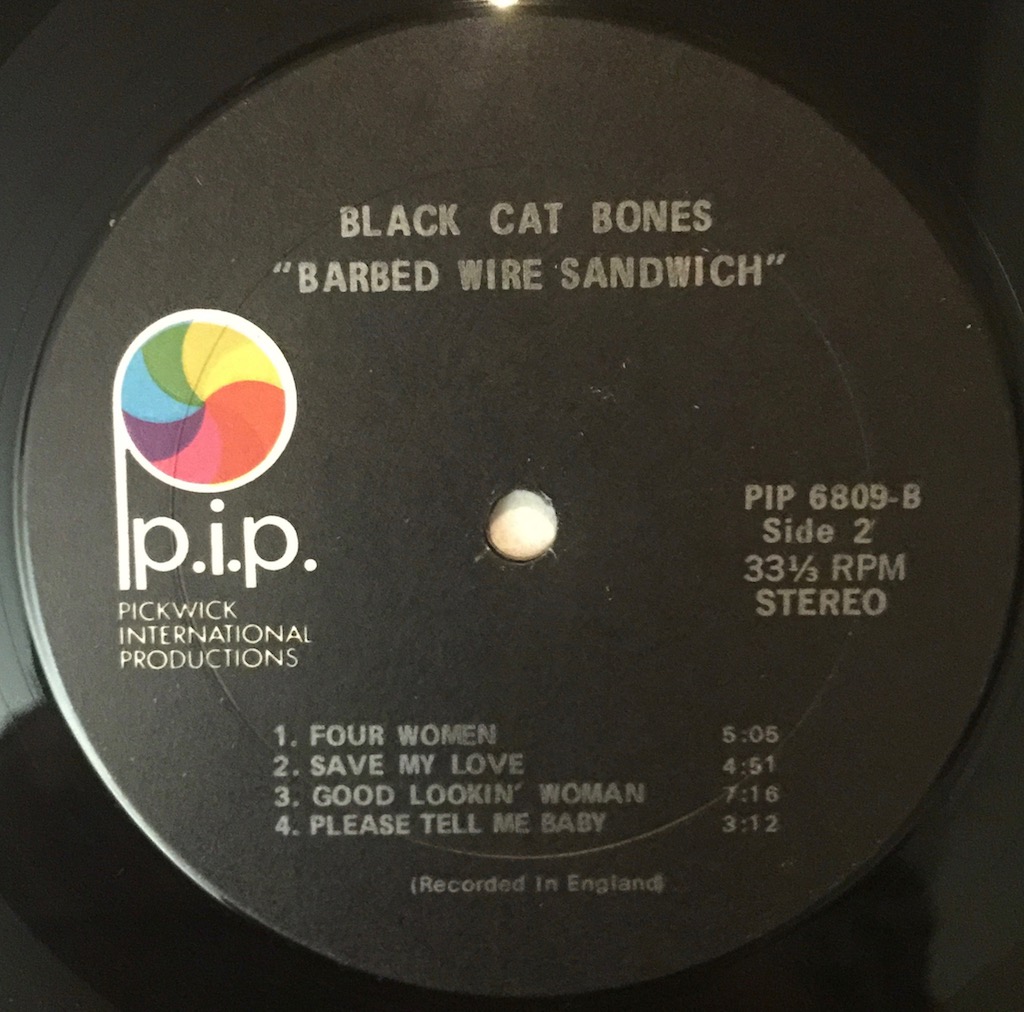 BLACK CAT BONES
"BARBED WIRE SANDWICH"
p.i.p.
PICKWICK
INTERNATIONAL
PRODUCTIONS
PIP 6809-B
Side 2
33⅓ RPM
STEREO
1. FOUR WOMEN 5:05
2. SAVE MY LOVE 4:51
3. GOOD LOOKIN' WOMAN 7:16
4. PLEASE TELL ME BABY 3:12
(Recorded In England)